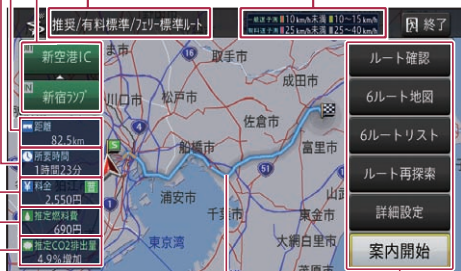 推奨/有料標準/フェリー標準ルート
一般道予測 10km/h未満 10～15km/h
有料道予測 25km/h未満 25～40km/h
終了
新空港IC
新宿ランプ
距離
82.5km
所要時間
1時間23分
¥料金
2,550円
推定燃料費
690円
推定CO2排出量
4.9%増加
取手市
成田市
川口市
松戸市
佐倉市
船橋市
富里市
51
S
浦安市
千葉市
東金市
東京湾
大網白里市
茂原市
ルート確認
6ルート地図
6ルートリスト
ルート再探索
詳細設定
案内開始